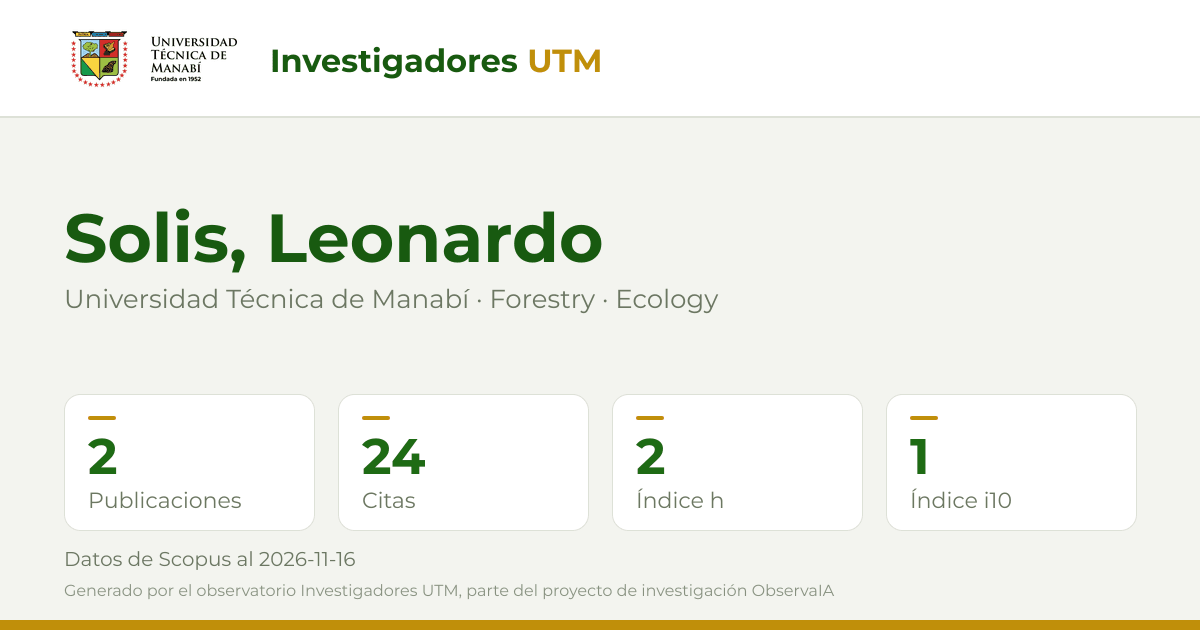 UNIVERSIDAD
TÉCNICA DE
MANABÍ
Fundada en 1952
Investigadores UTM
Solis, Leonardo
Universidad Técnica de Manabí · Forestry · Ecology
2
Publicaciones
24
Citas
2
Índice h
1
Índice i10
Datos de Scopus al 2026-11-16
Generado por el observatorio Investigadores UTM, parte del proyecto de investigación ObservaIA